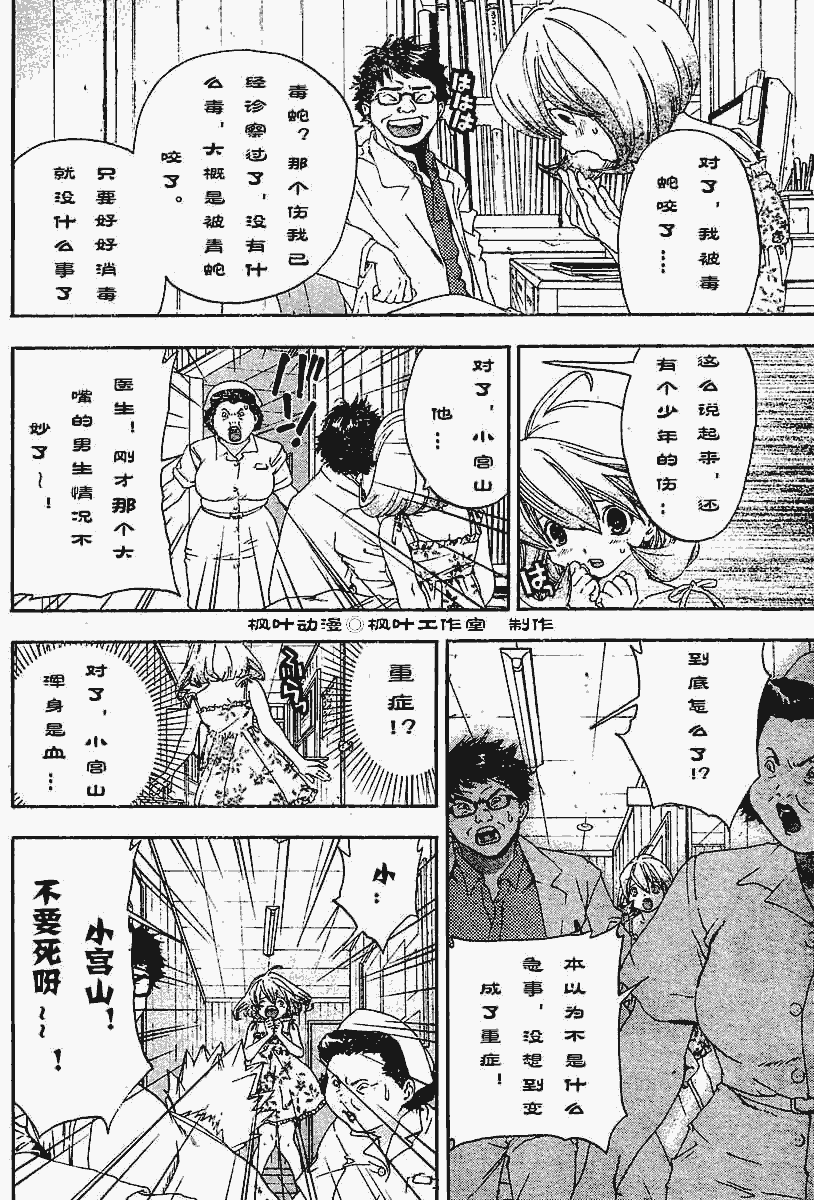 对了，我被毒
蛇咬了…
はははは
毒蛇？那个伤我已
经诊察过了，没有什
么毒，大概是被青蛇
咬了。
只要好好消毒
就没什么事了
这么说起来，还
有个少年的伤…
はっ
对了，小宫山
他…
医生！刚才那个大
嘴的男生情况不
妙了～！
枫叶动漫◎枫叶工作室 制作
到底怎么了!?
本以为不是什么
急事，没想到变
成了重症！
重症!?
对了，小宫山
浑身是血…
小…
小宫山！
不要死呀～～！